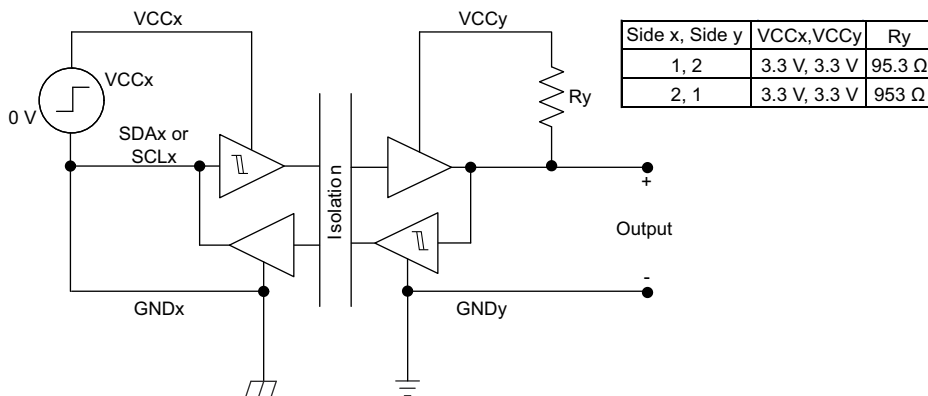 VCCx
VCCy
Side x, Side y VCCx,VCCy Ry
1, 2 3.3 V, 3.3 V 95.3 Ω
2, 1 3.3 V, 3.3 V 953 Ω
VCCx
0 V
Ry
SDAx or
SCLx
Isolation
+
Output
-
GNDx
GNDy